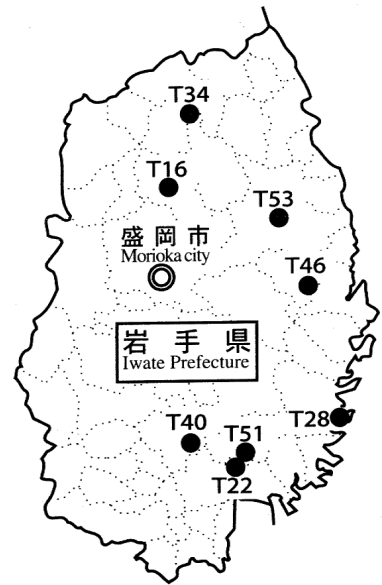 T34
T16
T53
盛岡市
Morioka city
T46
岩手県
Iwate Prefecture
T28
T40
T51
T22